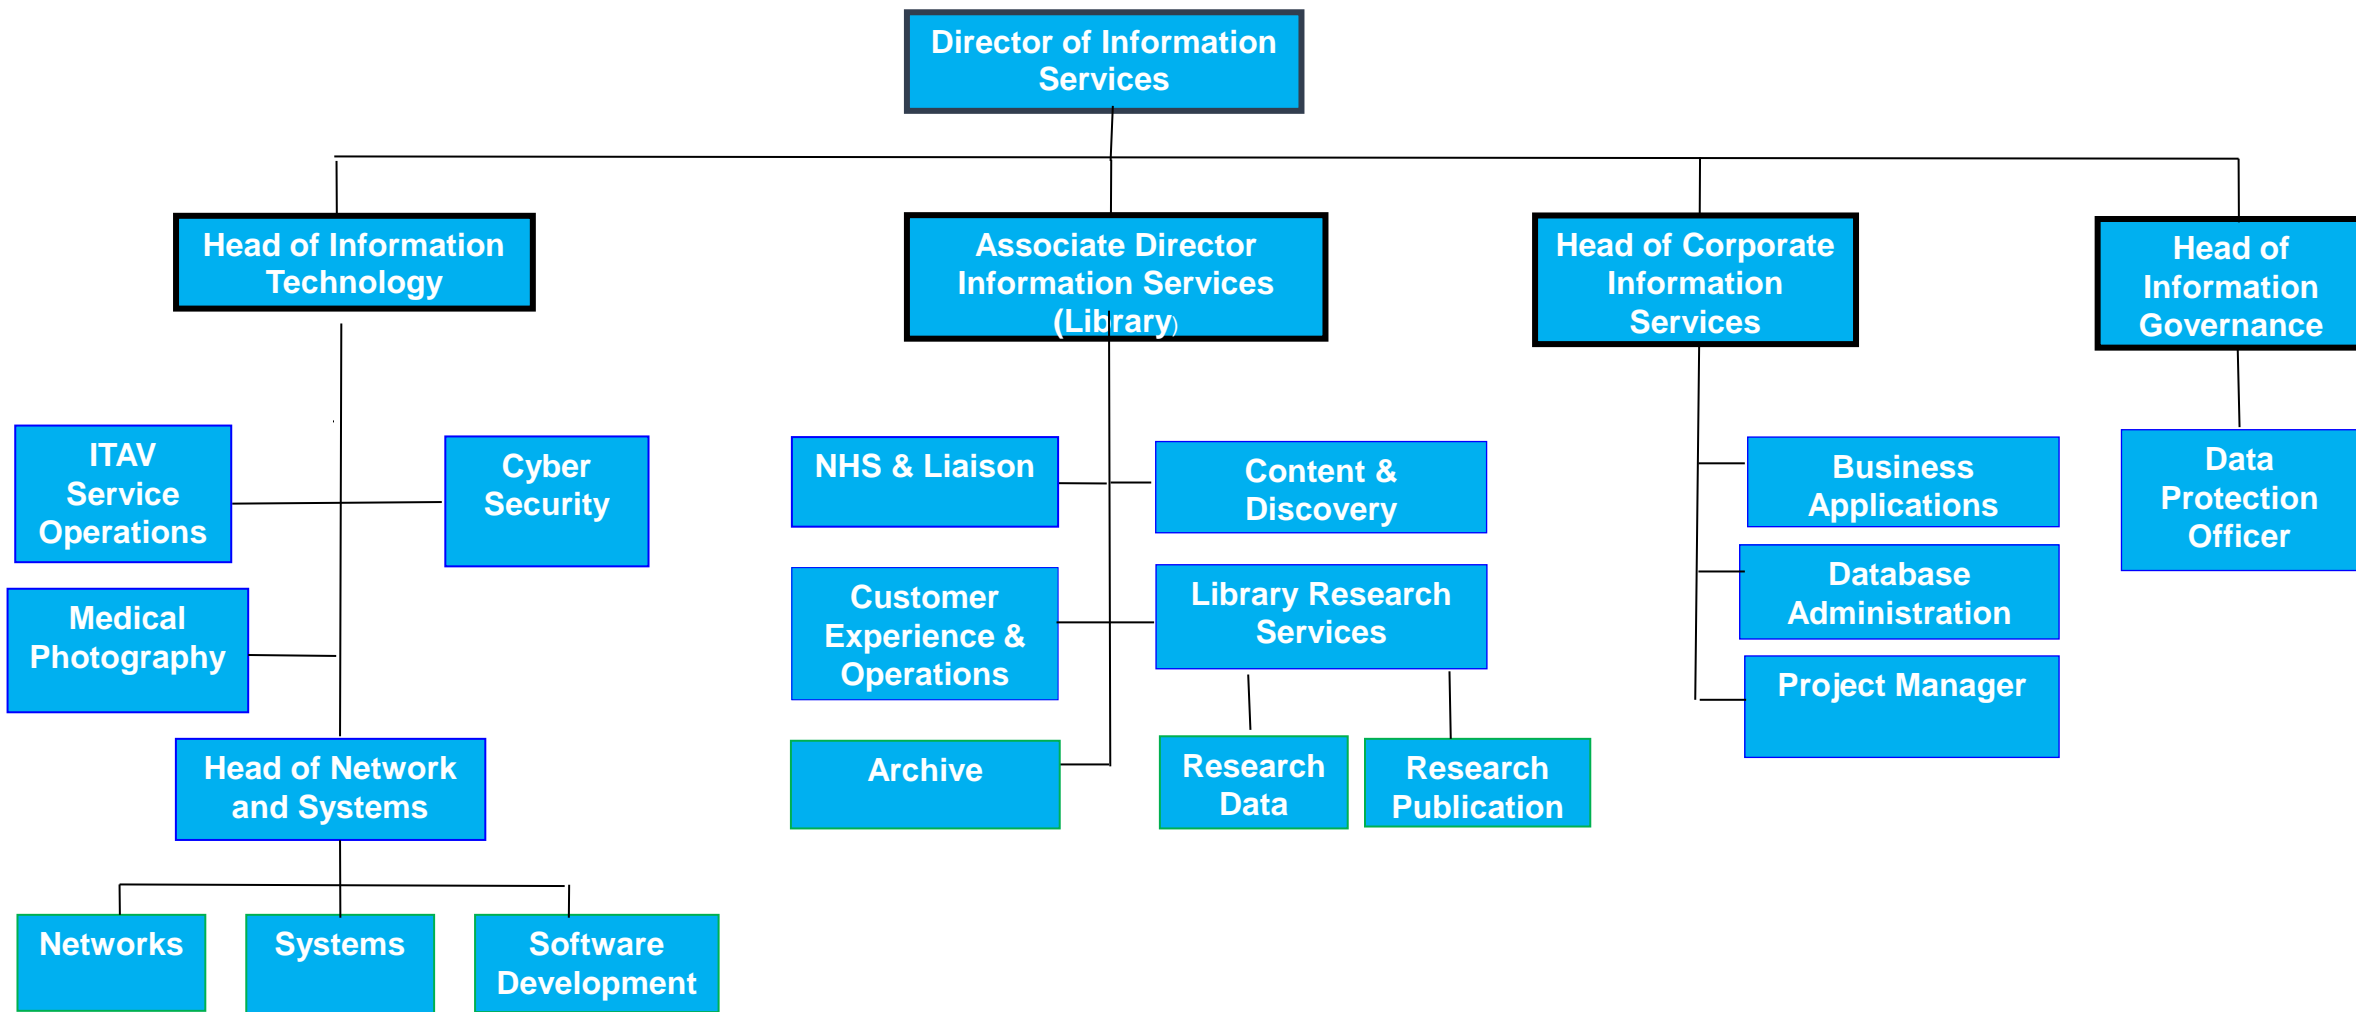 Director of Information
Services
Head of Information
Technology
Associate Director
Information Services
(Library)
Head of Corporate
Information
Services
Head of
Information
Governance
ITAV
Service
Operations
Cyber
Security
Medical
Photography
Head of Network
and Systems
Networks
Systems
Software
Development
NHS & Liaison
Content &
Discovery
Customer
Experience &
Operations
Library Research
Services
Archive
Research
Data
Research
Publication
Business
Applications
Database
Administration
Project Manager
Data
Protection
Officer